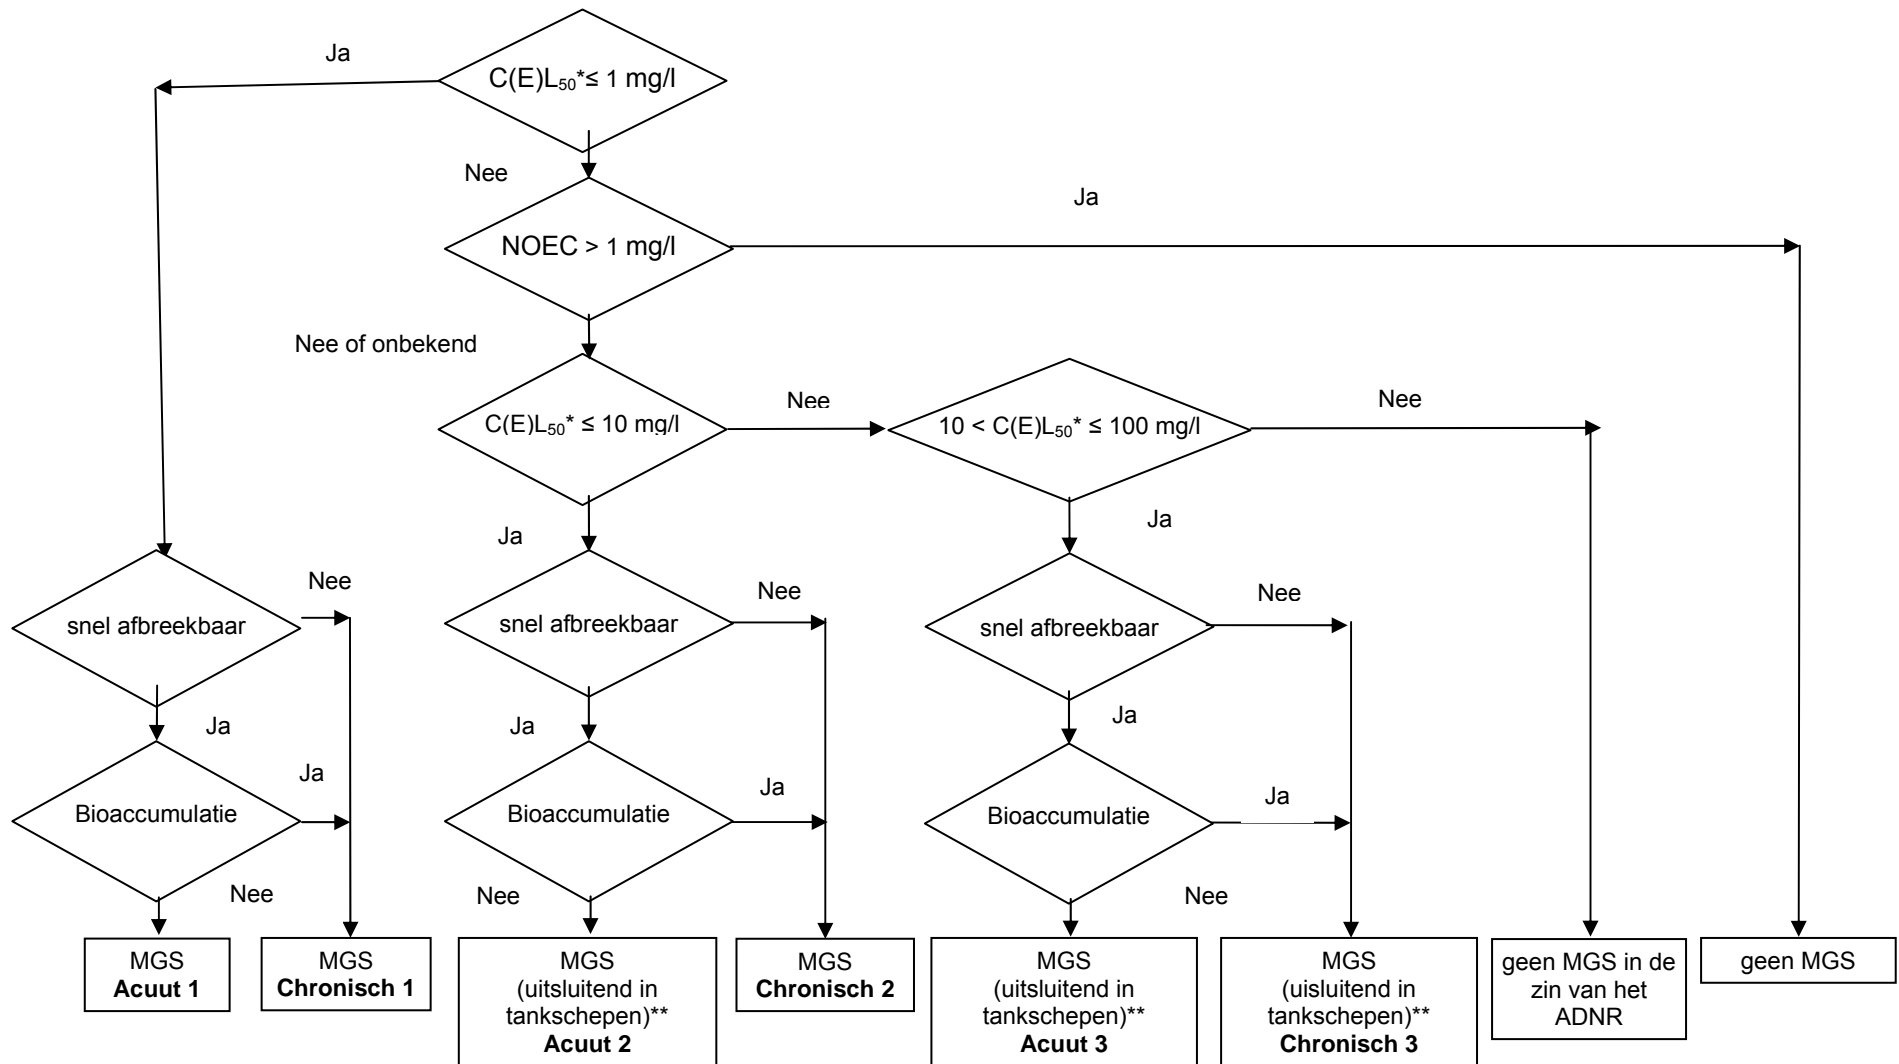 Ja
C(E)L₅₀*≤ 1 mg/l
Nee
Ja
NOEC > 1 mg/l
Nee of onbekend
C(E)L₅₀* ≤ 10 mg/l
Nee
10 < C(E)L₅₀* ≤ 100 mg/l
Nee
Ja
Ja
snel afbreekbaar
Nee
snel afbreekbaar
Nee
snel afbreekbaar
Nee
Ja
Ja
Ja
Bioaccumulatie
Ja
Bioaccumulatie
Ja
Bioaccumulatie
Ja
Nee
Nee
Nee
MGS
Acuut 1
MGS
Chronisch 1
MGS
(uitsluitend in
tankschepen)**
Acuut 2
MGS
Chronisch 2
MGS
(uitsluitend in
tankschepen)**
Acuut 3
MGS
(uisluitend in
tankschepen)**
Chronisch 3
geen MGS in de
zin van het
ADNR
geen MGS